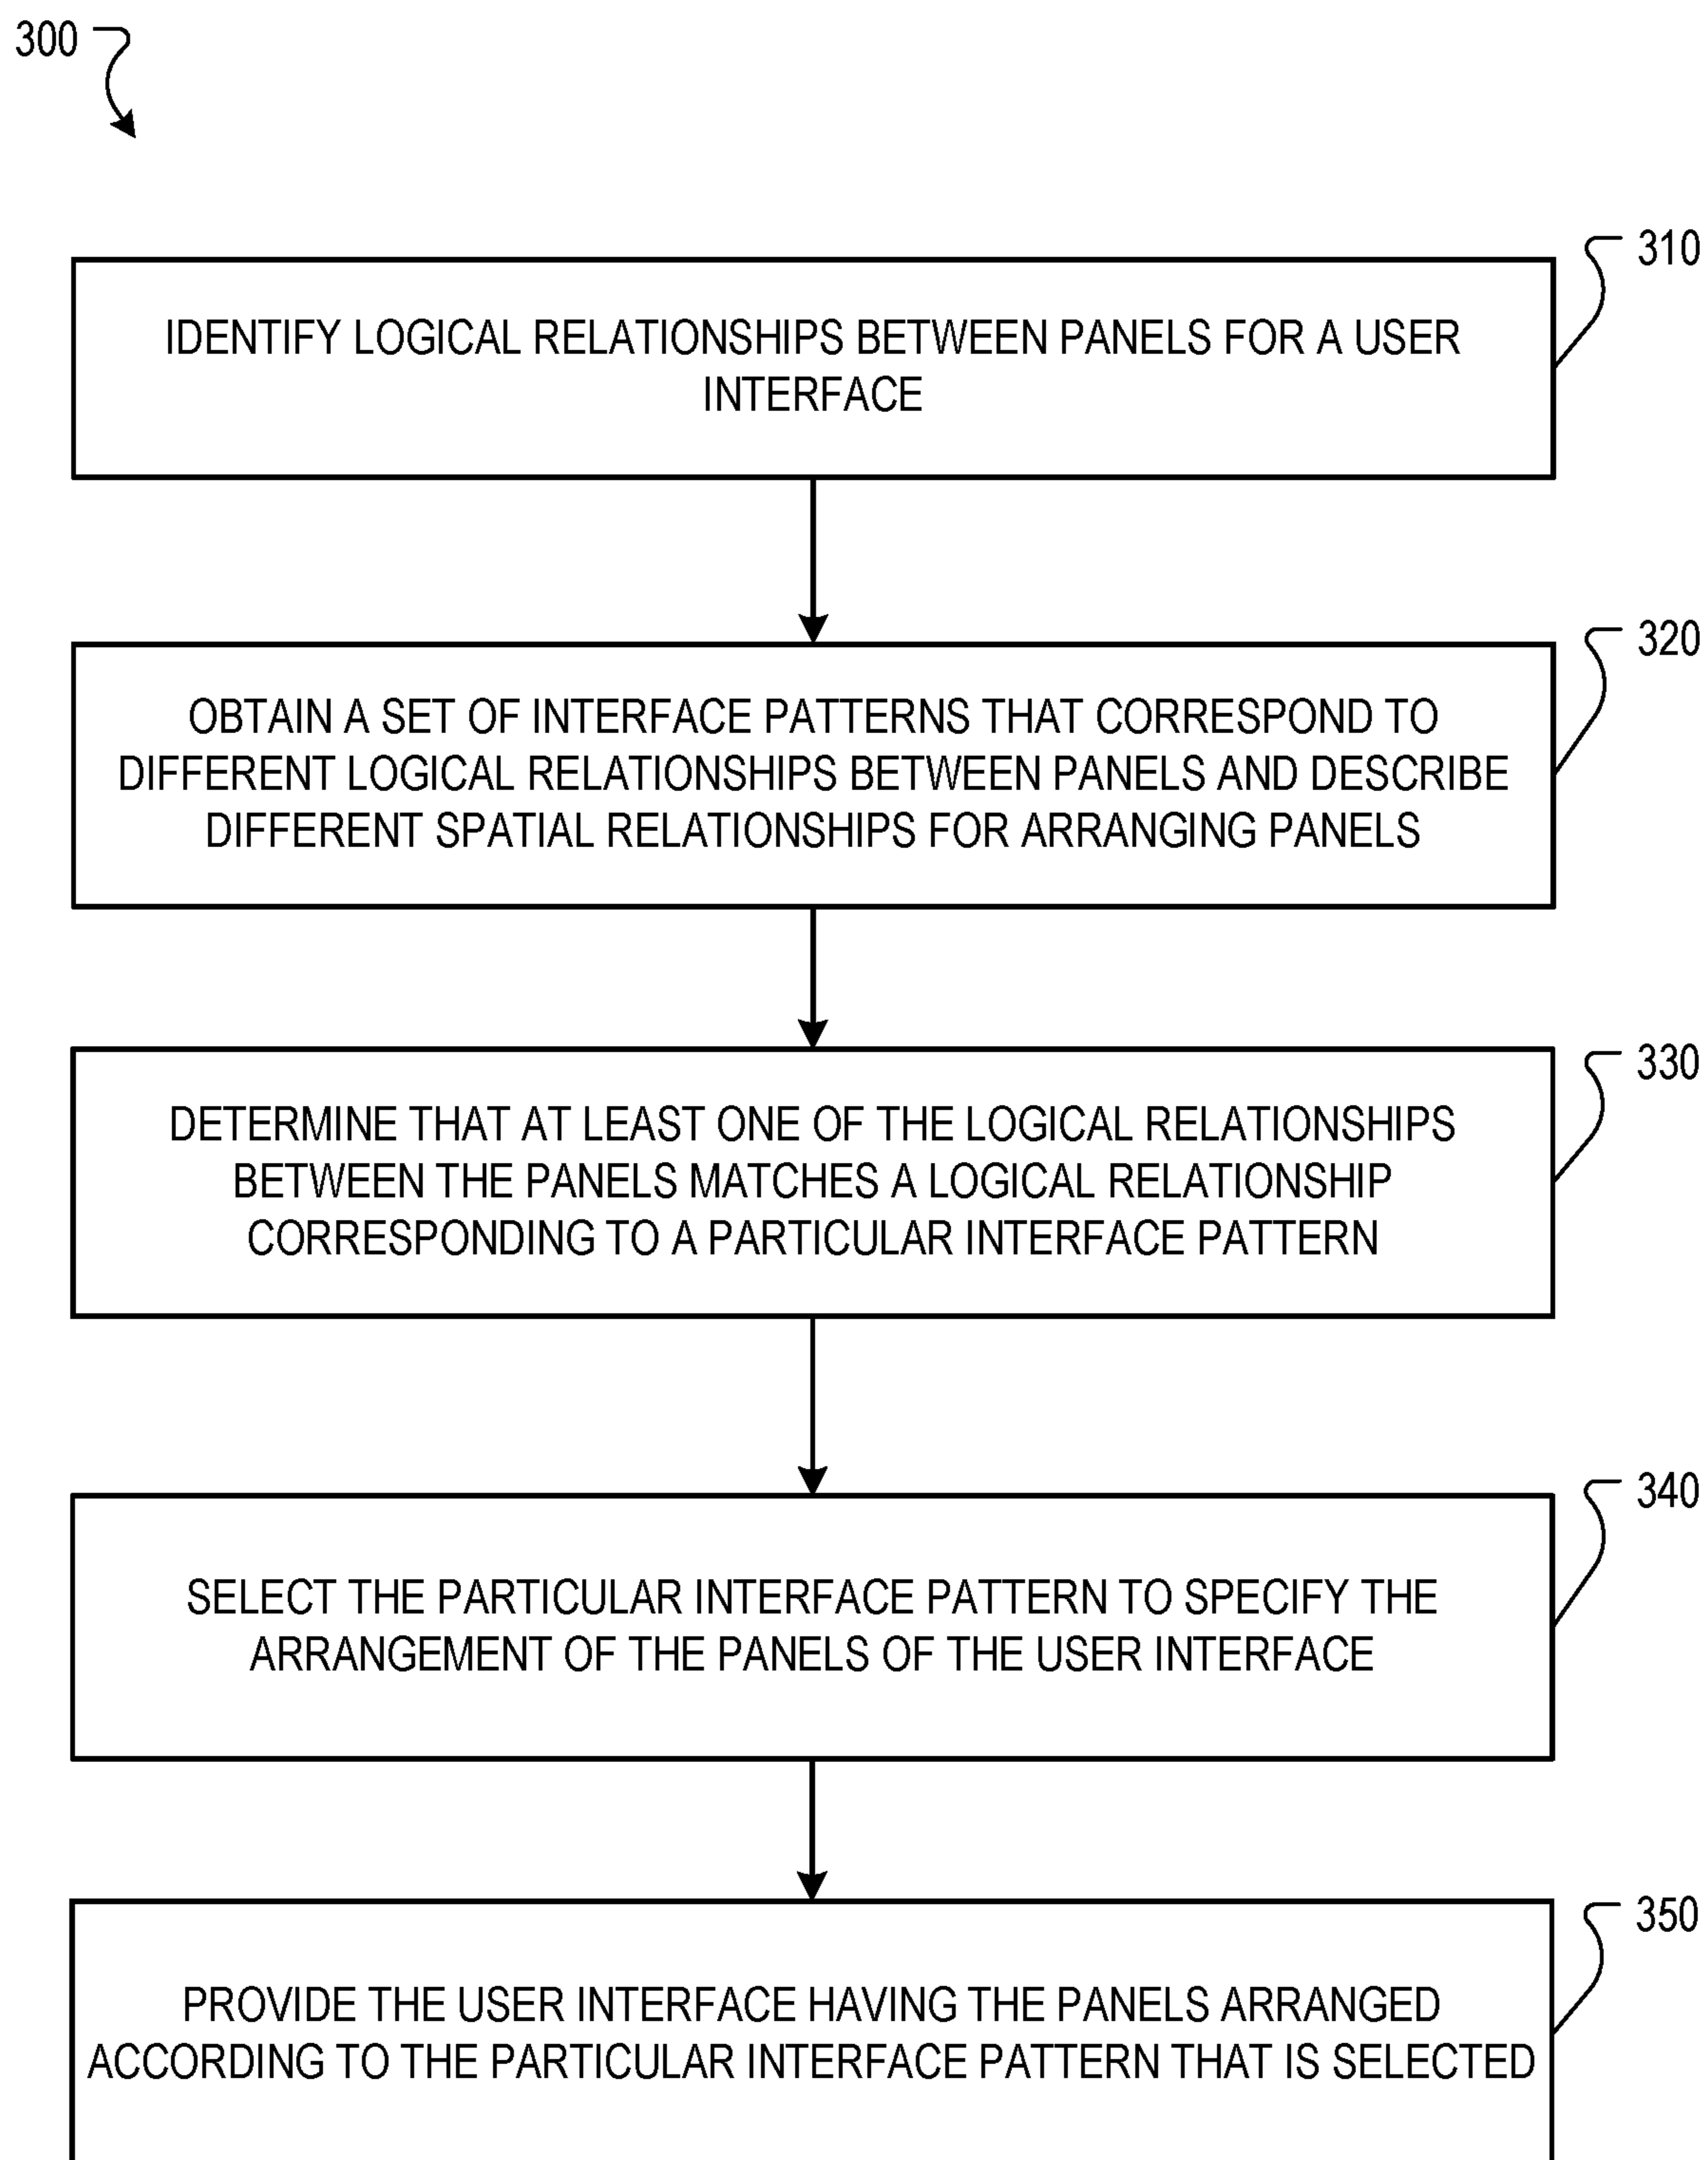 300
310
IDENTIFY LOGICAL RELATIONSHIPS BETWEEN PANELS FOR A USER
INTERFACE
320
OBTAIN A SET OF INTERFACE PATTERNS THAT CORRESPOND TO
DIFFERENT LOGICAL RELATIONSHIPS BETWEEN PANELS AND DESCRIBE
DIFFERENT SPATIAL RELATIONSHIPS FOR ARRANGING PANELS
330
DETERMINE THAT AT LEAST ONE OF THE LOGICAL RELATIONSHIPS
BETWEEN THE PANELS MATCHES A LOGICAL RELATIONSHIP
CORRESPONDING TO A PARTICULAR INTERFACE PATTERN
340
SELECT THE PARTICULAR INTERFACE PATTERN TO SPECIFY THE
ARRANGEMENT OF THE PANELS OF THE USER INTERFACE
350
PROVIDE THE USER INTERFACE HAVING THE PANELS ARRANGED
ACCORDING TO THE PARTICULAR INTERFACE PATTERN THAT IS SELECTED